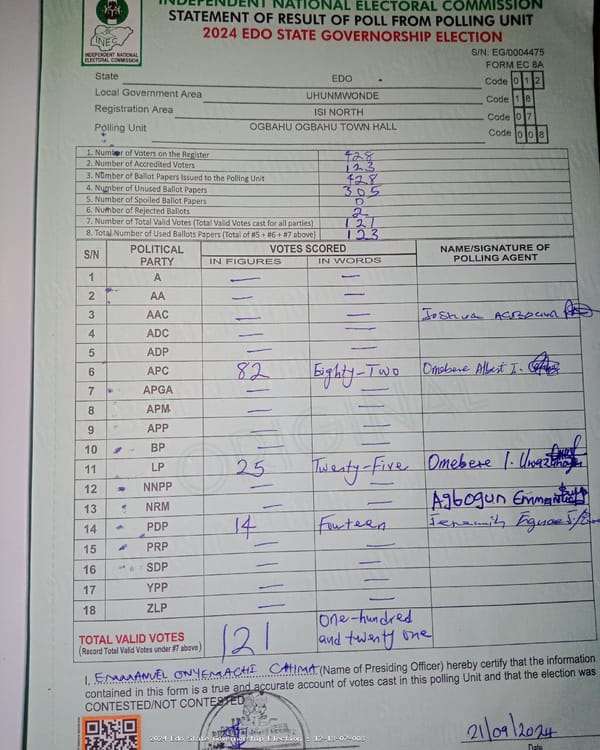 INDEPENDENT NATIONAL ELECTORAL COMMISSION
STATEMENT OF RESULT OF POLL FROM POLLING UNIT
2024 EDO STATE GOVERNORSHIP ELECTION
INEC
INDEPENDENT NATIONAL
ELECTORAL COMMISSION
S/N: EG/0004475
FORM EC 8A
State EDO Code 0 1 2
Local Government Area UHUNMWONDE Code 1 8
Registration Area ISI NORTH Code 0 7
Polling Unit OGBAHU OGBAHU TOWN HALL Code 0 0 8
1. Number of Voters on the Register 428
2. Number of Accredited Voters 123
3. Number of Ballot Papers Issued to the Polling Unit 428
4. Number of Unused Ballot Papers 305
5. Number of Spoiled Ballot Papers 0
6. Number of Rejected Ballots 2
7. Number of Total Valid Votes (Total Valid Votes cast for all parties) 121
8. Total Number of Used Ballots Papers (Total of #5 + #6 + #7 above) 123
S/N POLITICAL PARTY VOTES SCORED NAME/SIGNATURE OF POLLING AGENT
IN FIGURES IN WORDS
1 A — —
2 AA — —
3 AAC — — Joshua
4 ADC — —
5 ADP — —
6 APC 82 Eighty-Two Omebere Albert I.
7 APGA — —
8 APM — —
9 APP — —
10 BP — —
11 LP 25 Twenty-Five Omebere I.
12 NNPP — —
13 NRM — — Agbogun Emmanuel
14 PDP 14 Fourteen
15 PRP — —
16 SDP — —
17 YPP — —
18 ZLP — —
TOTAL VALID VOTES 121 one-hundred
(Record Total Valid Votes under #7 above) and twenty one
I, EMMANUEL ONYEMACHI CHIMA (Name of Presiding Officer) hereby certify that the information
contained in this form is a true and accurate account of votes cast in this polling Unit and that the election was
CONTESTED/NOT CONTESTED
2024 Edo State Governorship Election - 12-18-07-008
21/09/2024
Date
ORIGINAL